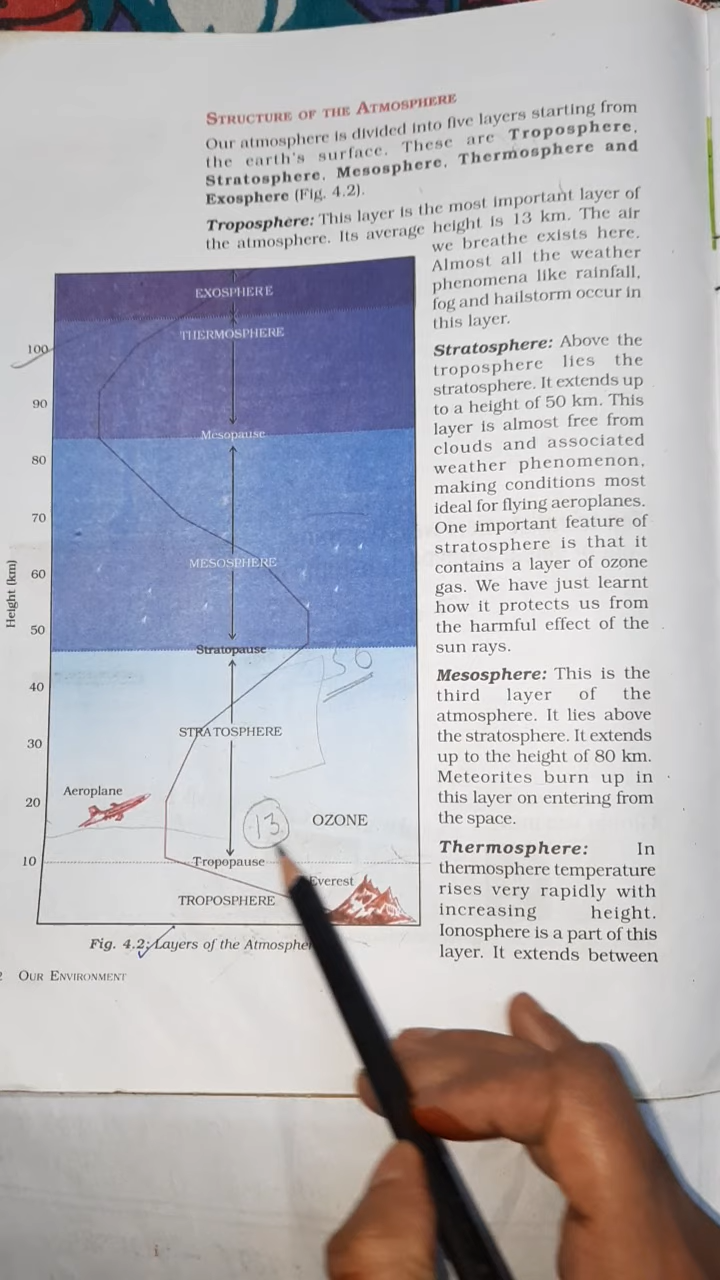 STRUCTURE OF THE ATMOSPHERE
Our atmosphere is divided into five layers starting from
the earth's surface. These are Troposphere,
Stratosphere, Mesosphere, Thermosphere and
Exosphere (Fig. 4.2).
Troposphere: This layer is the most important layer of
the atmosphere. Its average height is 13 km. The air
we breathe exists here.
Almost all the weather
phenomena like rainfall,
fog and hailstorm occur in
this layer.
Stratosphere: Above the
troposphere lies the
stratosphere. It extends up
to a height of 50 km. This
layer is almost free from
clouds and associated
weather phenomenon,
making conditions most
ideal for flying aeroplanes.
One important feature of
stratosphere is that it
contains a layer of ozone
gas. We have just learnt
how it protects us from
the harmful effect of the
sun rays.
Mesosphere: This is the
third layer of the
atmosphere. It lies above
the stratosphere. It extends
up to the height of 80 km.
Meteorites burn up in
this layer on entering from
the space.
Thermosphere: In
thermosphere temperature
rises very rapidly with
increasing height.
Ionosphere is a part of this
layer. It extends between
EXOSPHERE
THERMOSPHERE
100
90
Mesopause
80
70
MESOSPHERE
60
Height (km)
50
Stratopause
50
40
STRATOSPHERE
30
Aeroplane
20
13
OZONE
10
Tropopause
Everest
TROPOSPHERE
Fig. 4.2: Layers of the Atmosphe
2 OUR ENVIRONMENT